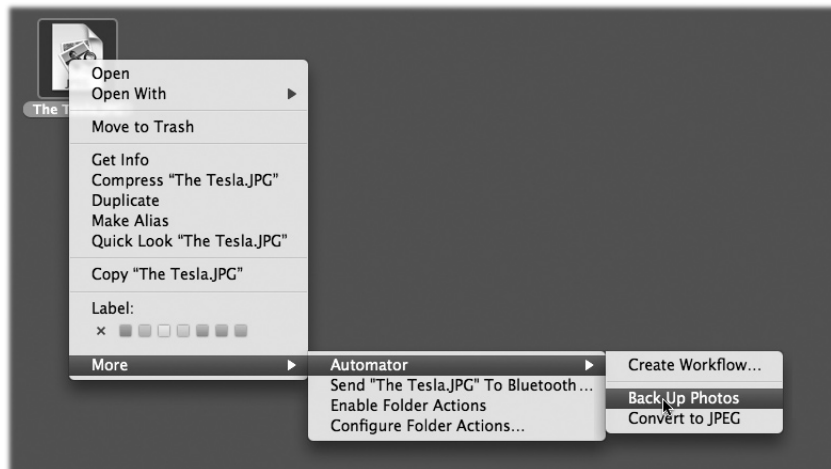 The T
Open
Open With
Move to Trash
Get Info
Compress “The Tesla.JPG”
Duplicate
Make Alias
Quick Look “The Tesla.JPG”
Copy “The Tesla.JPG”
Label:
×
More
Automator
Send "The Tesla.JPG" To Bluetooth...
Enable Folder Actions
Configure Folder Actions...
Create Workflow...
Back Up Photos
Convert to JPEG